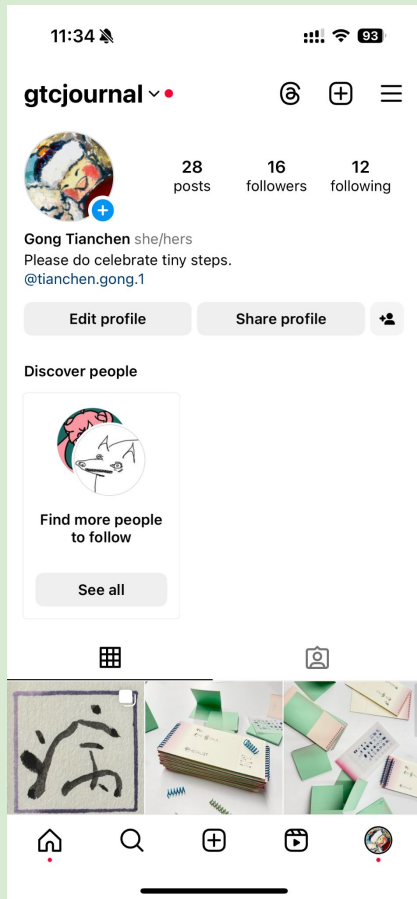 11:34
93
gtcjournal
28 16 12
posts followers following
Gong Tianchen she/hers
Please do celebrate tiny steps.
@tianchen.gong.1
Edit profile
Share profile
Discover people
Find more people
to follow
See all